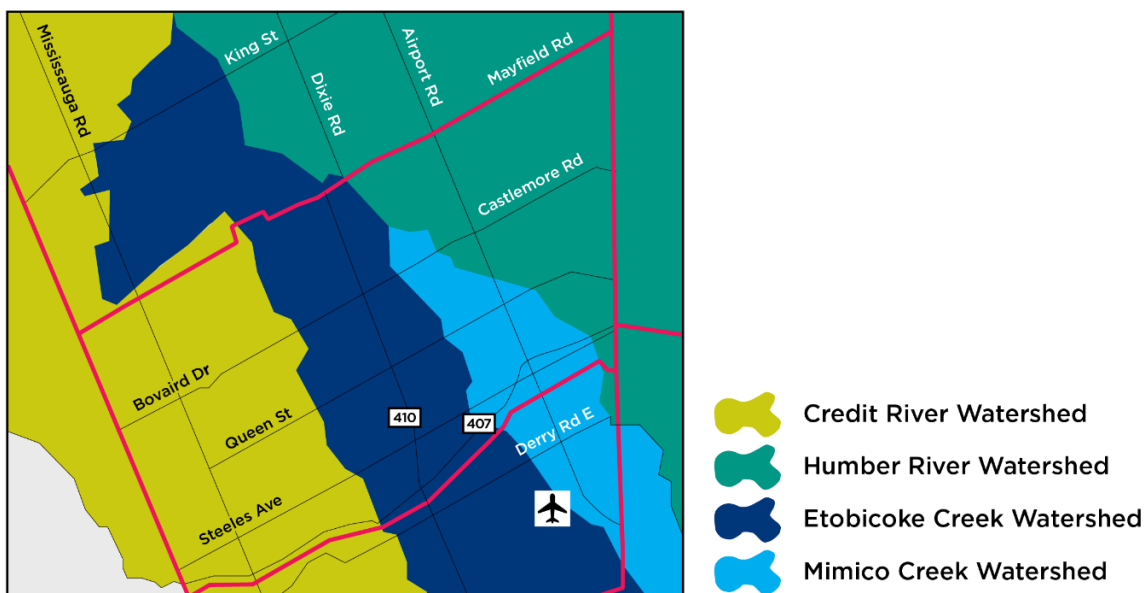 Mississauga Rd
King St
Dixie Rd
Airport Rd
Mayfield Rd
Castlemore Rd
Bovaird Dr
Queen St
410
407
Derry Rd E
Steeles Ave
Credit River Watershed
Humber River Watershed
Etobicoke Creek Watershed
Mimico Creek Watershed